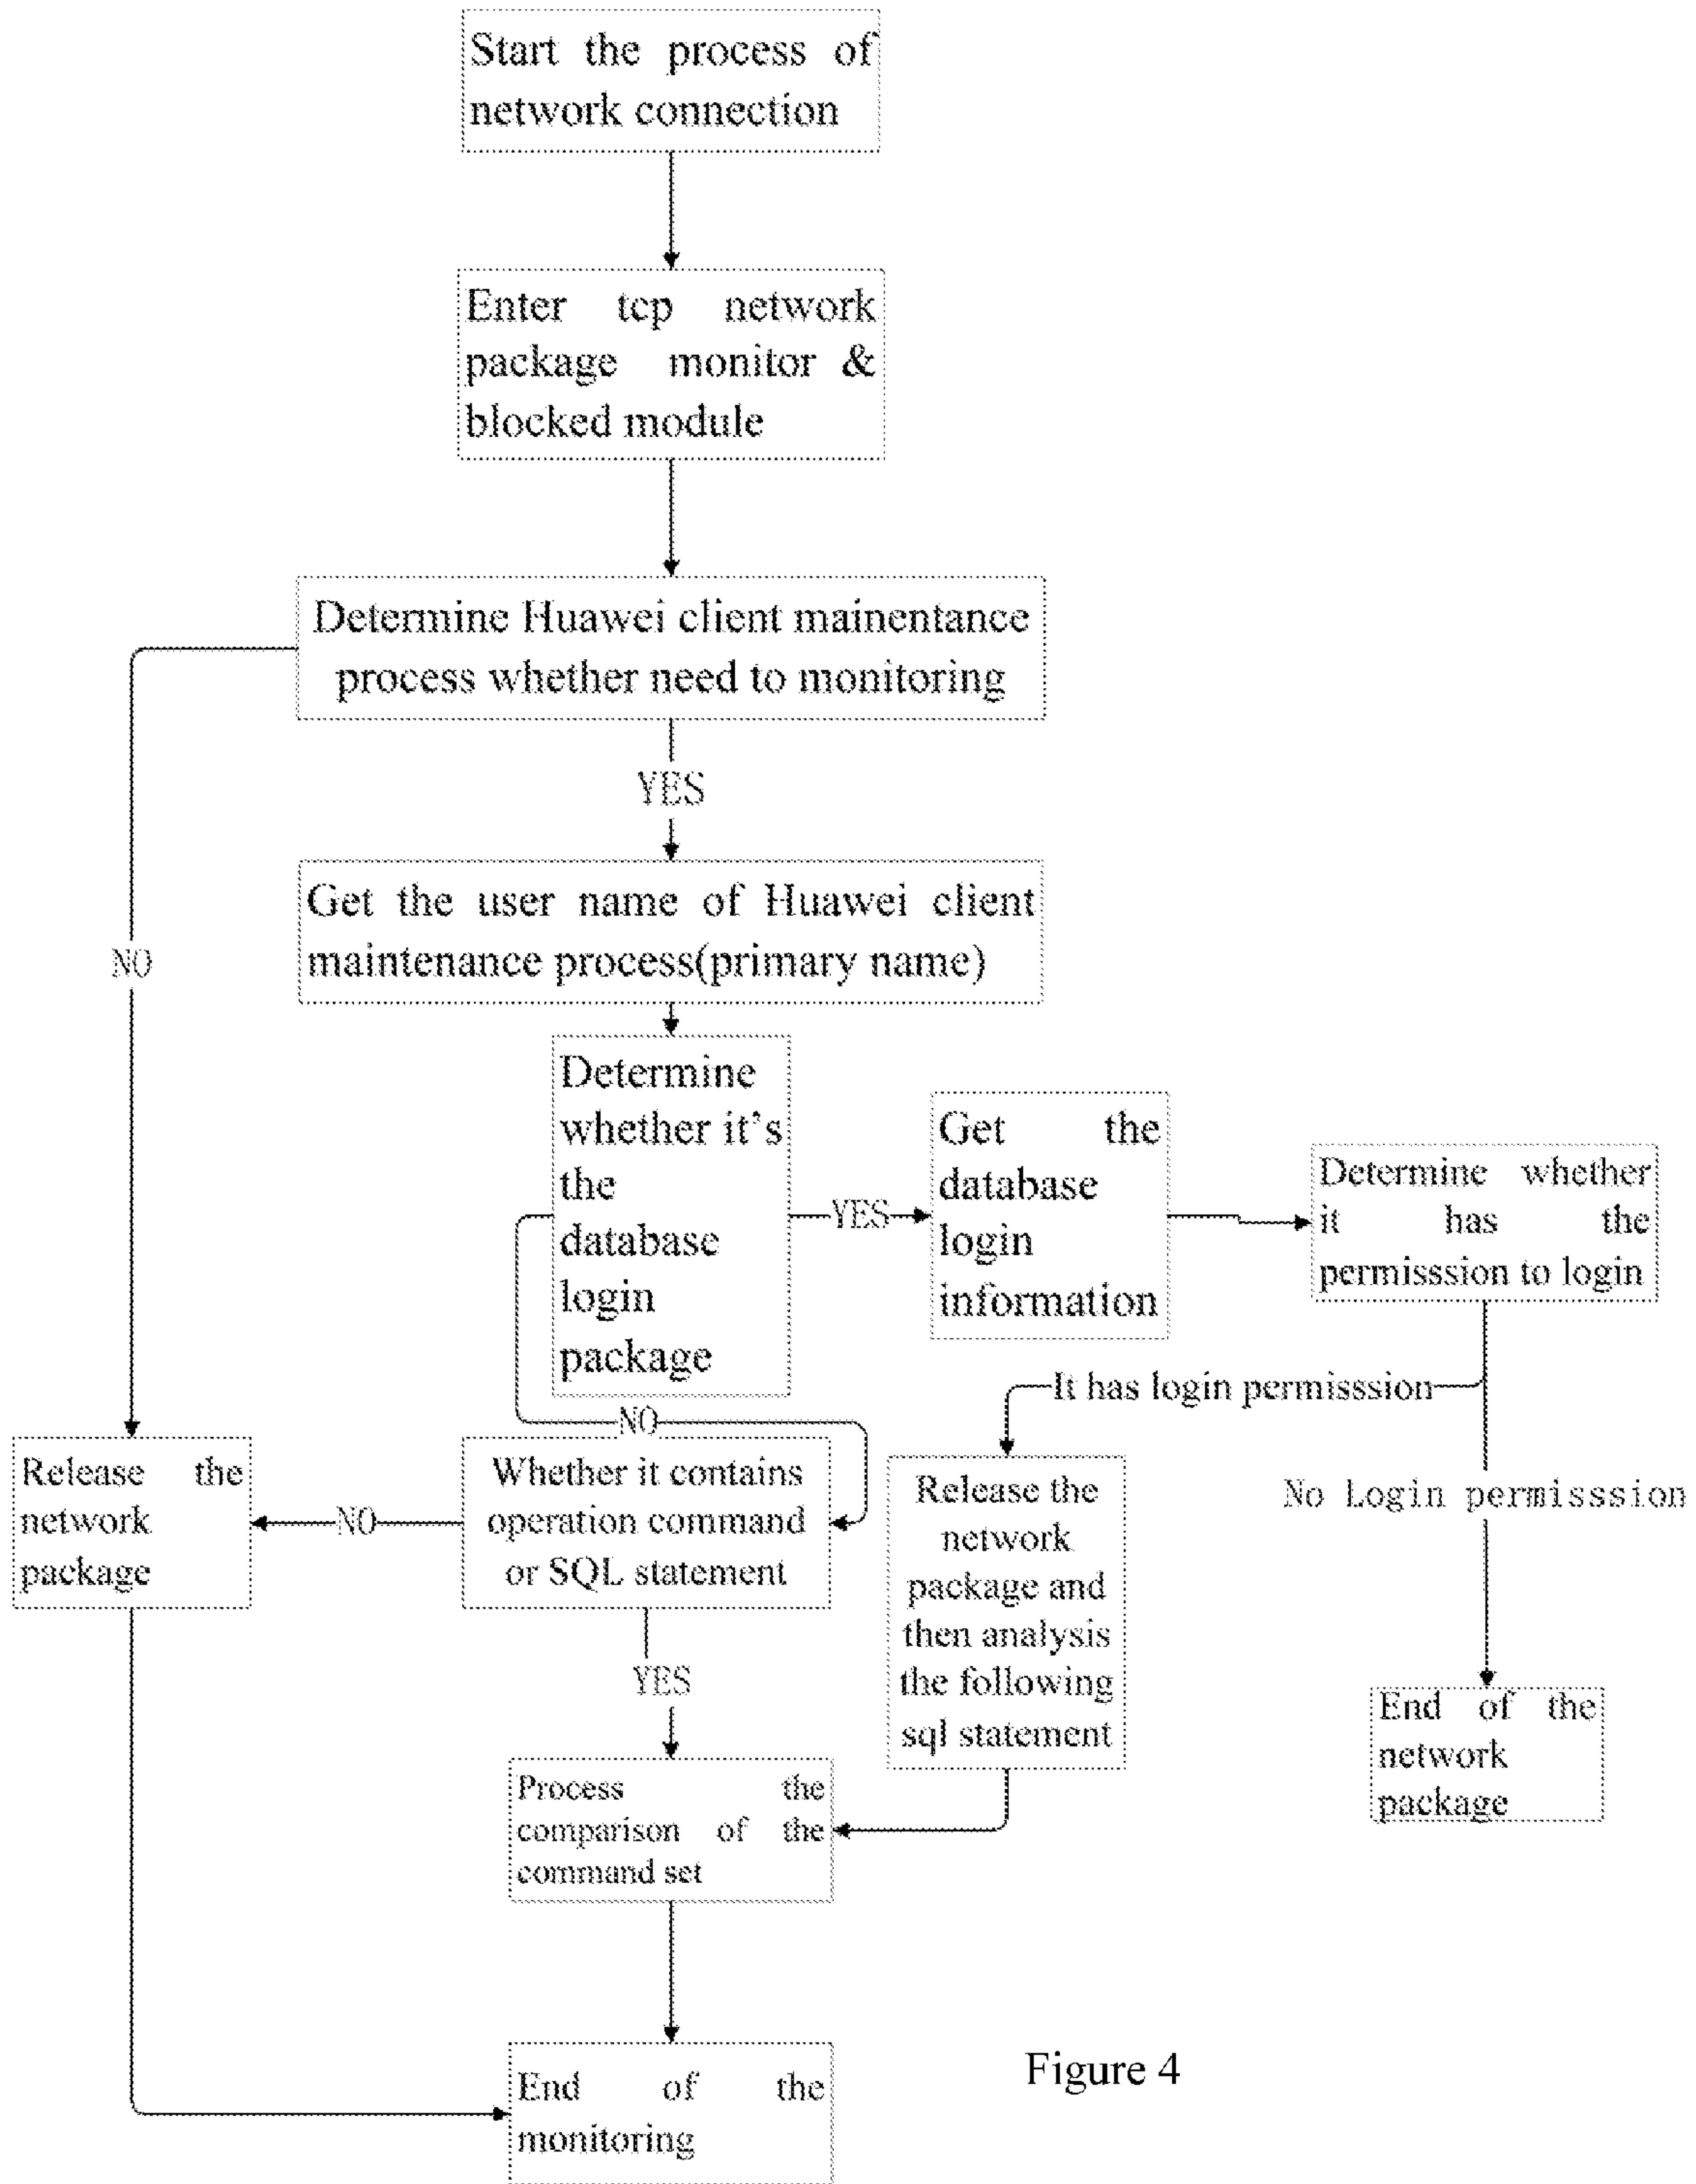 Start the process of
network connection
Enter tcp network
package monitor &
blocked module
Determine Huawei client mainentance
process whether need to monitoring
YES
Get the user name of Huawei client
maintenance process(primary name)
NO
Determine
whether it's
the
database
login
package
YES
Get the
database
login
information
Determine whether
it has the
permisssion to login
It has login permisssion
NO
No Login permisssion
Release the
network
package
NO
Whether it contains
operation command
or SQL statement
Release the
network
package and
then analysis
the following
sql statement
YES
End of the
network
package
Process the
comparison of the
command set
End of the
monitoring
Figure 4